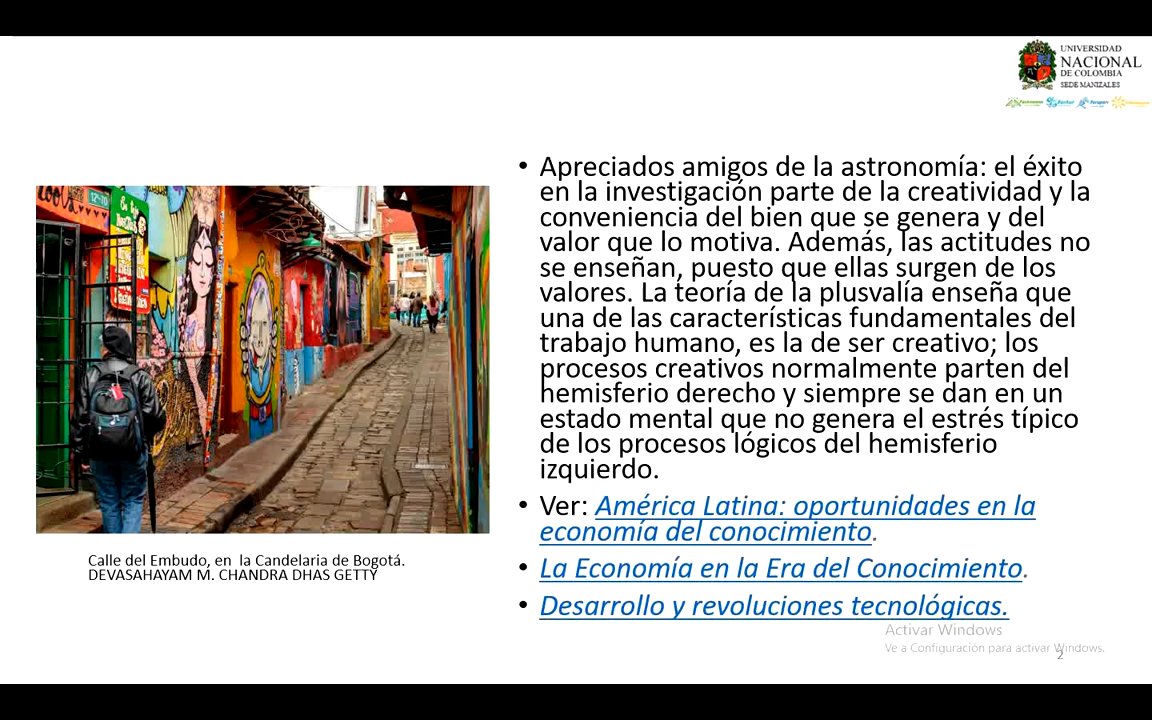 UNIVERSIDAD
NACIONAL
DE COLOMBIA
SEDE MANIZALES
• Apreciados amigos de la astronomía: el éxito
en la investigación parte de la creatividad y la
conveniencia del bien que se genera y del
valor que lo motiva. Además, las actitudes no
se enseñan, puesto que ellas surgen de los
valores. La teoría de la plusvalía enseña que
una de las características fundamentales del
trabajo humano, es la de ser creativo; los
procesos creativos normalmente parten del
hemisferio derecho y siempre se dan en un
estado mental que no genera el estrés típico
de los procesos lógicos del hemisferio
izquierdo.
• Ver: América Latina: oportunidades en la
economía del conocimiento.
• La Economía en la Era del Conocimiento.
• Desarrollo y revoluciones tecnológicas.
Calle del Embudo, en  la Candelaria de Bogotá.
DEVASAHAYAM M. CHANDRA DHAS GETTY
Activar Windows
Ve a Configuración para activar Windows.
2